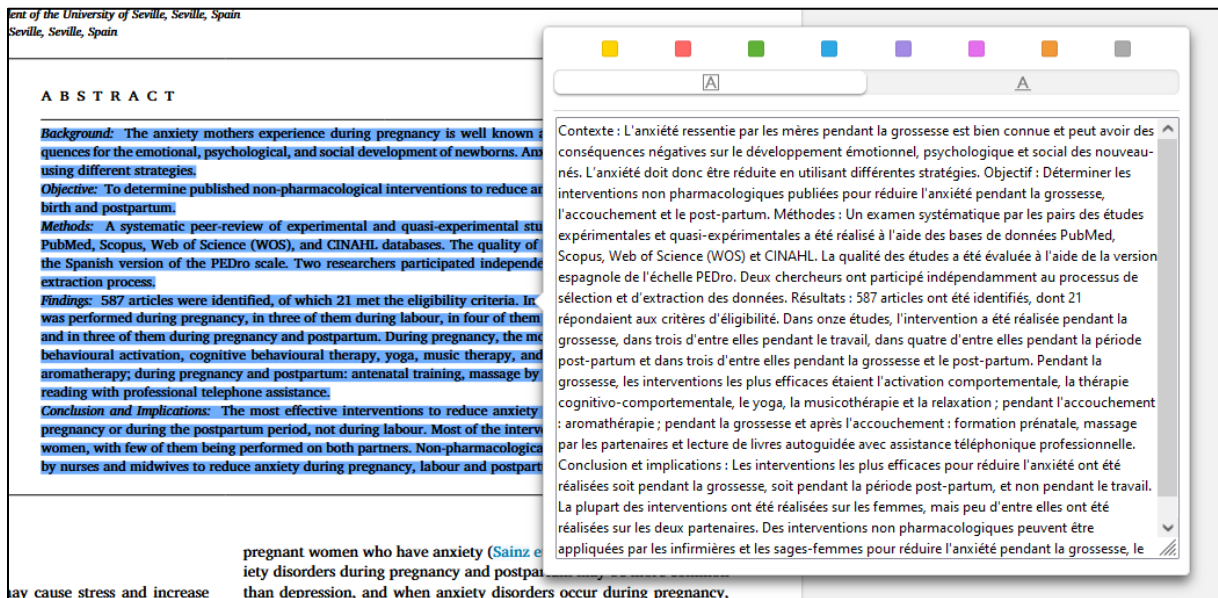 ent of the University of Seville, Seville, Spain
Seville, Seville, Spain
ABSTRACT
Background: The anxiety mothers experience during pregnancy is well known
quences for the emotional, psychological, and social development of newborns.
using different strategies.
Objective: To determine published non-pharmacological interventions to reduce
birth and postpartum.
Methods: A systematic peer-review of experimental and quasi-experimental
PubMed, Scopus, Web of Science (WOS), and CINAHL databases. The quality of
the Spanish version of the PEDro scale. Two researchers participated
extraction process.
Findings: 587 articles were identified, of which 21 met the eligibility criteria. In
was performed during pregnancy, in three of them during labour, in four of them
and in three of them during pregnancy and postpartum. During pregnancy, the
behavioural activation, cognitive behavioural therapy, yoga, music therapy, and
aromatherapy; during pregnancy and postpartum: antenatal training, massage by
reading with professional telephone assistance.
Conclusion and Implications: The most effective interventions to reduce anxiety
pregnancy or during the postpartum period, not during labour. Most of the
women, with few of them being performed on both partners.
by nurses and midwives to reduce anxiety during pregnancy, labour and
pregnant women who have anxiety (Sainz
iety disorders during pregnancy and
than depression, and when anxiety disorders occur during pregnancy,
may cause stress and increase
A
A
Contexte : L'anxiété ressentie par les mères pendant la grossesse est bien connue et peut avoir des
conséquences négatives sur le développement émotionnel, psychologique et social des nouveau-
nés. L'anxiété doit donc être réduite en utilisant différentes stratégies. Objectif : Déterminer les
interventions non pharmacologiques publiées pour réduire l'anxiété pendant la grossesse,
l'accouchement et le post-partum. Méthodes : Un examen systématique par les pairs des études
expérimentales et quasi-expérimentales a été réalisé à l'aide des bases de données PubMed,
Scopus, Web of Science (WOS) et CINAHL. La qualité des études a été évaluée à l'aide de la version
espagnole de l'échelle PEDro. Deux chercheurs ont participé indépendamment au processus de
sélection et d'extraction des données. Résultats : 587 articles ont été identifiés, dont 21
répondaient aux critères d'éligibilité. Dans onze études, l'intervention a été réalisée pendant la
grossesse, dans trois d'entre elles pendant le travail, dans quatre d'entre elles pendant la période
post-partum et dans trois d'entre elles pendant la grossesse et le post-partum. Pendant la
grossesse, les interventions les plus efficaces étaient l'activation comportementale, la thérapie
cognitivo-comportementale, le yoga, la musicothérapie et la relaxation ; pendant l'accouchement
: aromathérapie ; pendant la grossesse et après l'accouchement : formation prénatale, massage
par les partenaires et lecture de livres autoguidée avec assistance téléphonique professionnelle.
Conclusion et implications : Les interventions les plus efficaces pour réduire l'anxiété ont été
réalisées soit pendant la grossesse, soit pendant la période post-partum, et non pendant le travail.
La plupart des interventions ont été réalisées sur les femmes, mais peu d'entre elles ont été
réalisées sur les deux partenaires. Des interventions non pharmacologiques peuvent être
appliquées par les infirmières et les sages-femmes pour réduire l'anxiété pendant la grossesse, le